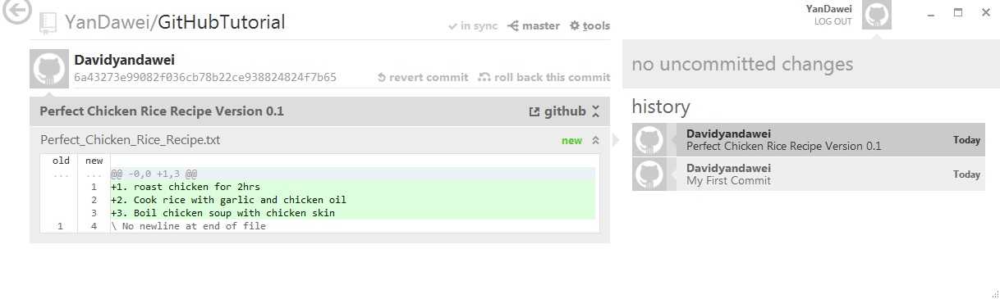 YanDawei/GitHubTutorial
in sync
master
tools
YanDawei
LOG OUT
Davidyandawei
6a43273e99082f036cb78b22ce938824824f7b65
revert commit
roll back this commit
Perfect Chicken Rice Recipe Version 0.1
github
Perfect_Chicken_Rice_Recipe.txt
new
old new
... ... @@ -0,0 +1,3 @@
1 +1. roast chicken for 2hrs
2 +2. Cook rice with garlic and chicken oil
3 +3. Boil chicken soup with chicken skin
1 4 \ No newline at end of file
no uncommitted changes
history
Davidyandawei
Perfect Chicken Rice Recipe Version 0.1
Today
Davidyandawei
My First Commit
Today